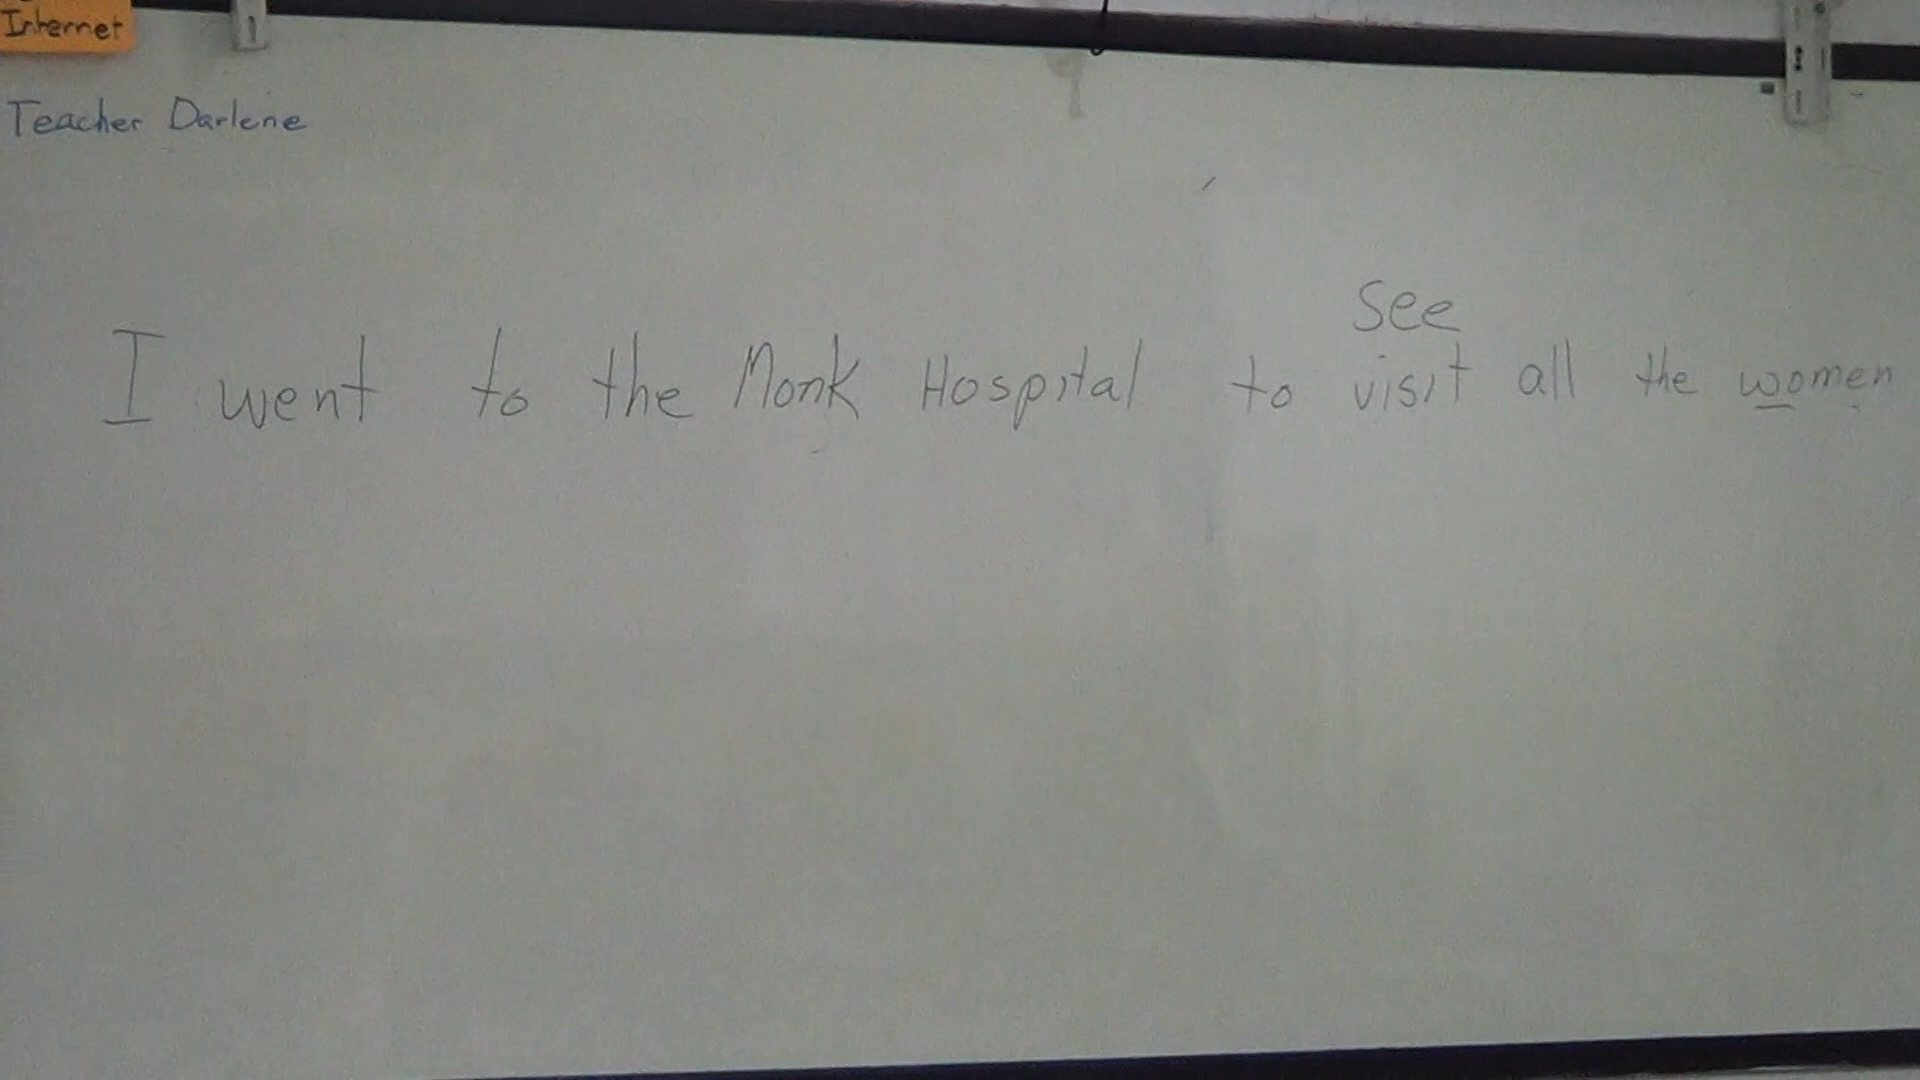 Internet
Teacher Darlene
see
I went to the Monk Hospital to visit all the women